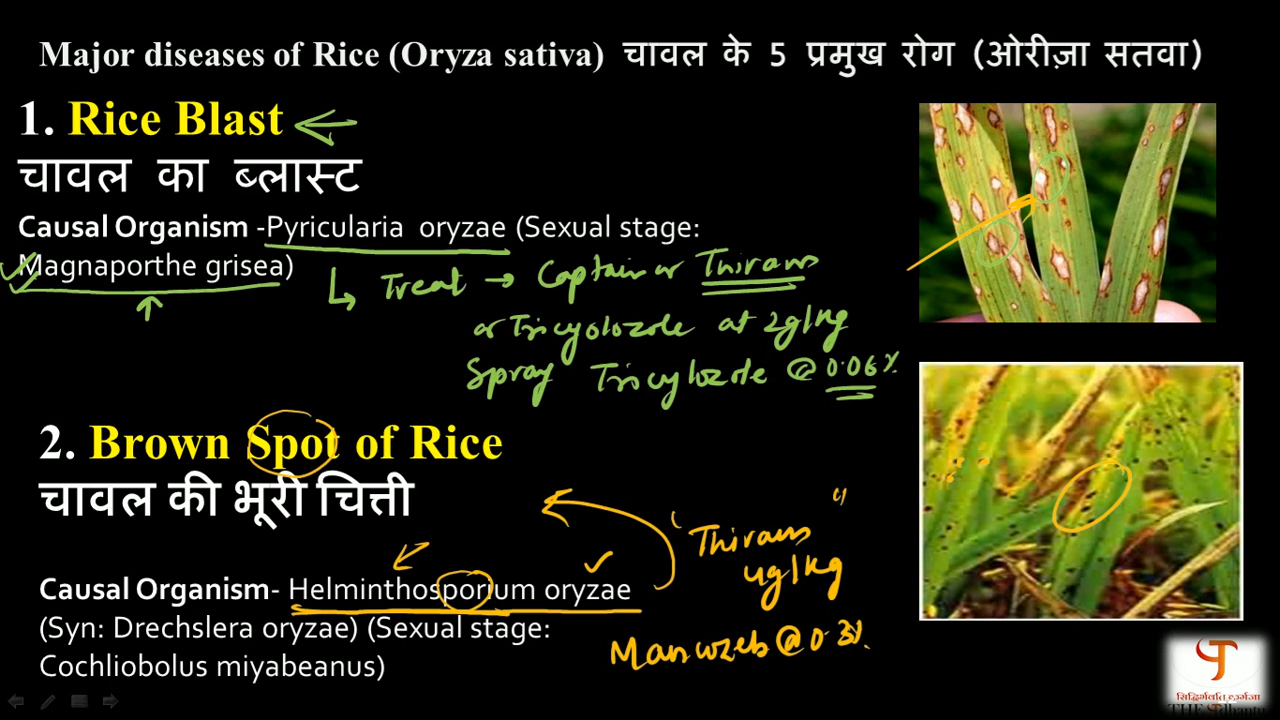 Major diseases of Rice (Oryza sativa) चावल के 5 प्रमुख रोग (ओरीज़ा सतवा)
1. Rice Blast
चावल का ब्लास्ट
Causal Organism -Pyricularia oryzae (Sexual stage:
Magnaporthe grisea)
Treat → Captain or Thiram
or Tricyclozole at 2g/kg
Spray Tricylozole @ 0.06%
2. Brown Spot of Rice
चावल की भूरी चित्ती
"Thiram"
4g/kg
Causal Organism- Helminthosporium oryzae
(Syn: Drechslera oryzae) (Sexual stage:
Cochliobolus miyabeanus)
Mancozeb @ 0.3%.